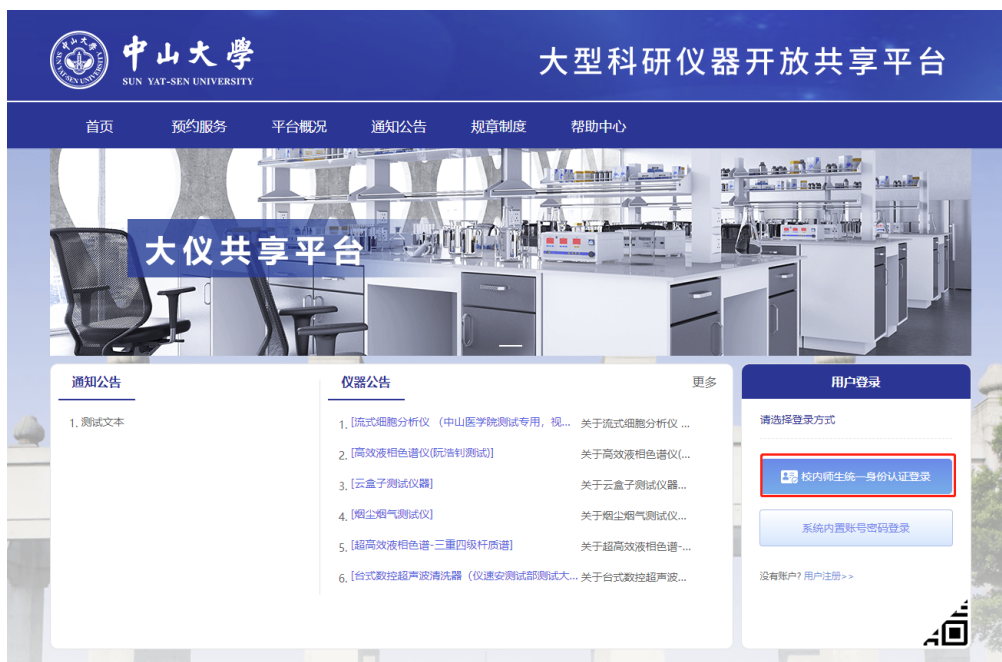 中山大學
SUN YAT-SEN UNIVERSITY
大型科研仪器开放共享平台
首页 预约服务 平台概况 通知公告 规章制度 帮助中心
大仪共享平台
通知公告
1. 测试文本
仪器公告 更多
1. [流式细胞分析仪 （中山医学院测试专用，视... 关于流式细胞分析仪 ...
2. [高效液相色谱仪(阮浩钊测试)] 关于高效液相色谱仪(...
3. [云盒子测试仪器] 关于云盒子测试仪器...
4. [烟尘烟气测试仪] 关于烟尘烟气测试仪...
5. [超高效液相色谱-三重四级杆质谱] 关于超高效液相色谱-...
6. [台式数控超声波清洗器（仪速安测试部测试大... 关于台式数控超声波...
用户登录
请选择登录方式
校内师生统一身份认证登录
系统内置账号密码登录
没有账户? 用户注册>>